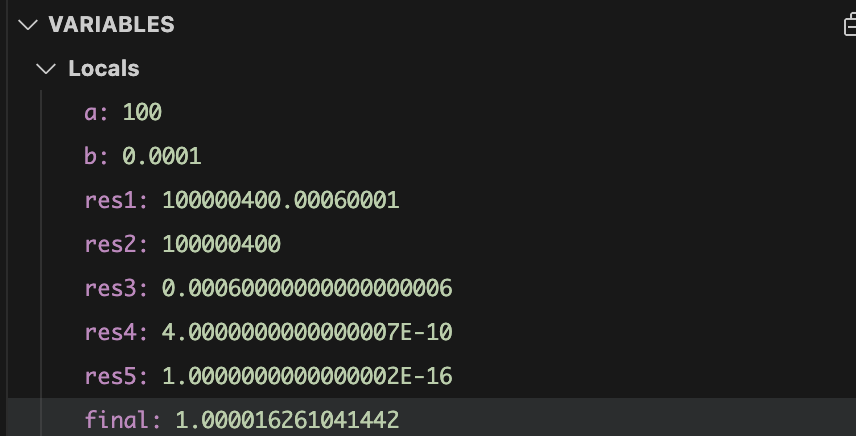 VARIABLES
Locals
a: 100
b: 0.0001
res1: 100000400.00060001
res2: 100000400
res3: 0.00060000000000000006
res4: 4.0000000000000007E-10
res5: 1.0000000000000002E-16
final: 1.000016261041442